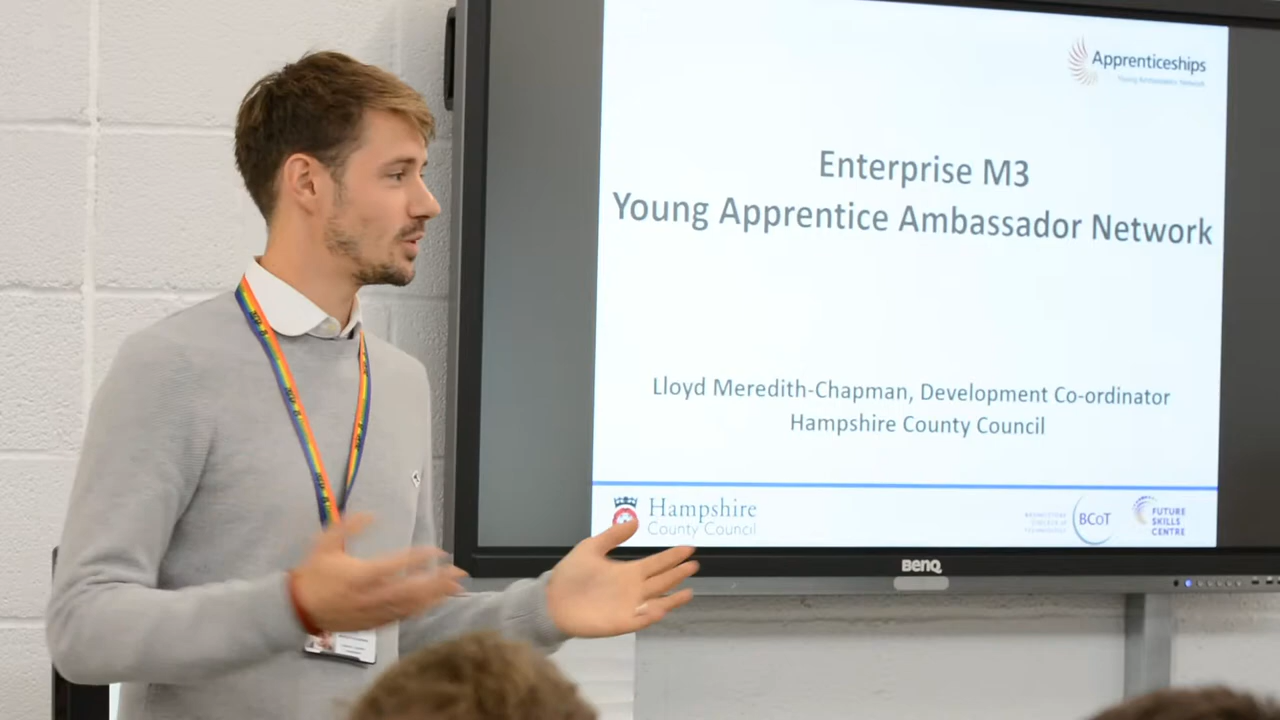 Apprenticeships
Young Ambassador Network
Enterprise M3
Young Apprentice Ambassador Network
Lloyd Meredith-Chapman, Development Co-ordinator
Hampshire County Council
Hampshire
County Council
BCoT
FUTURE
SKILLS
CENTRE
BenQ